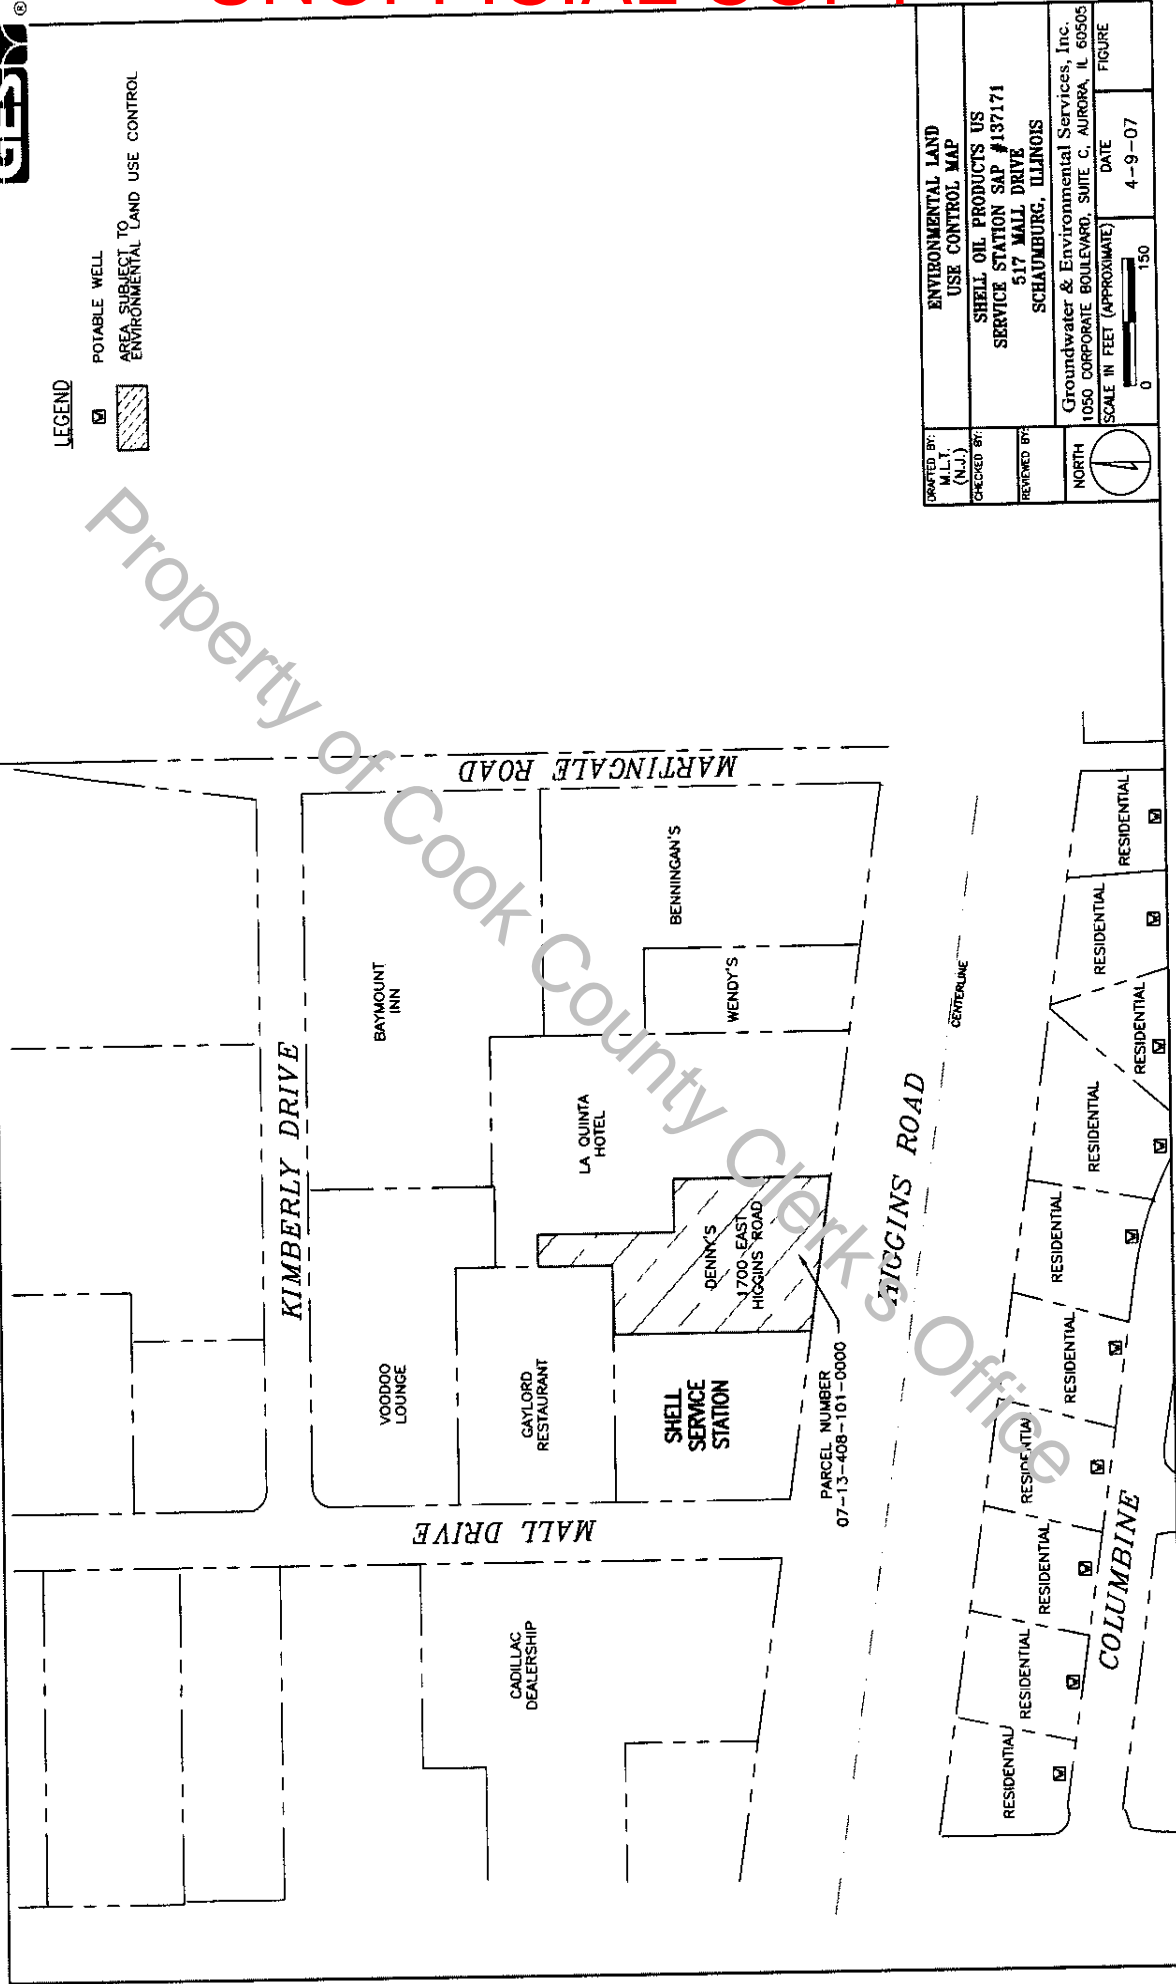 UNOFFICIAL COPY
GES®
LEGEND
POTABLE WELL
AREA SUBJECT TO
ENVIRONMENTAL LAND USE CONTROL
KIMBERLY DRIVE
MARTINGALE ROAD
MALL DRIVE
BAYMOUNT
INN
VOODOO
LOUNGE
GAYLORD
RESTAURANT
LA QUINTA
HOTEL
BENNINGAN'S
WENDY'S
DENNY'S
1700 EAST
HIGGINS ROAD
SHELL
SERVICE
STATION
CADILLAC
DEALERSHIP
PARCEL NUMBER
07-13-408-101-0000
HIGGINS ROAD
CENTERLINE
RESIDENTIAL
RESIDENTIAL
RESIDENTIAL
RESIDENTIAL
RESIDENTIAL
RESIDENTIAL
RESIDENTIAL
RESIDENTIAL
RESIDENTIAL
RESIDENTIAL
COLUMBINE
DRAFTED BY:
M.L.T.
(N.J.)
CHECKED BY:
REVIEWED BY:
NORTH
ENVIRONMENTAL LAND
USE CONTROL MAP
SHELL OIL PRODUCTS US
SERVICE STATION SAP #137171
517 MALL DRIVE
SCHAUMBURG, ILLINOIS
Groundwater & Environmental Services, Inc.
1050 CORPORATE BOULEVARD, SUITE C, AURORA, IL 60505
SCALE IN FEET (APPROXIMATE)
0 150
DATE
4-9-07
FIGURE
Property of Cook County Clerk's Office